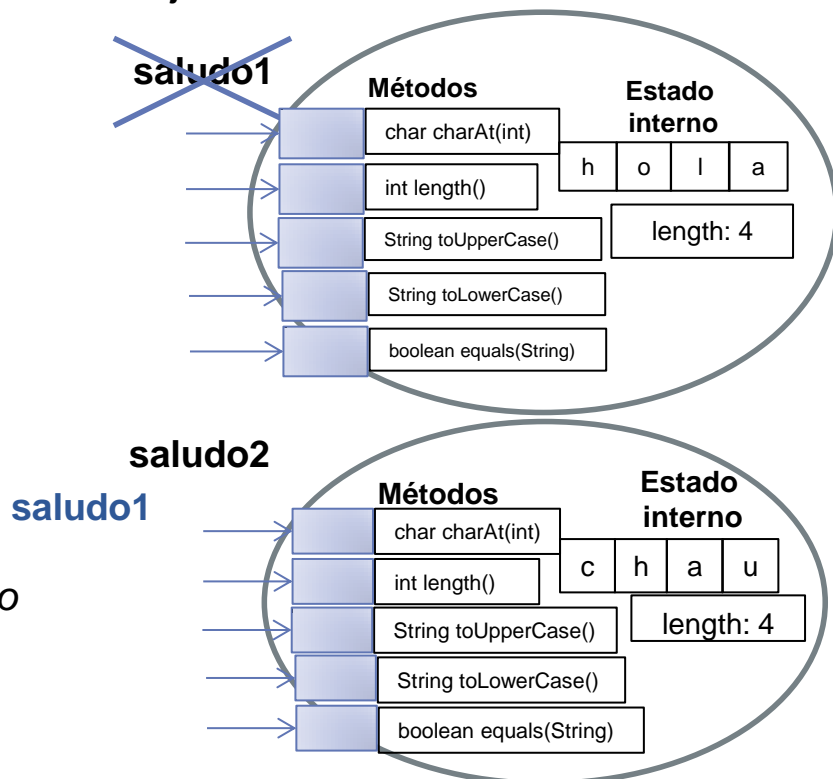 saludo1
Métodos
Estado
interno
char charAt(int)
h o l a
int length()
length: 4
String toUpperCase()
String toLowerCase()
boolean equals(String)
saludo2
saludo1
Métodos
Estado
interno
char charAt(int)
c h a u
int length()
length: 4
String toUpperCase()
String toLowerCase()
boolean equals(String)